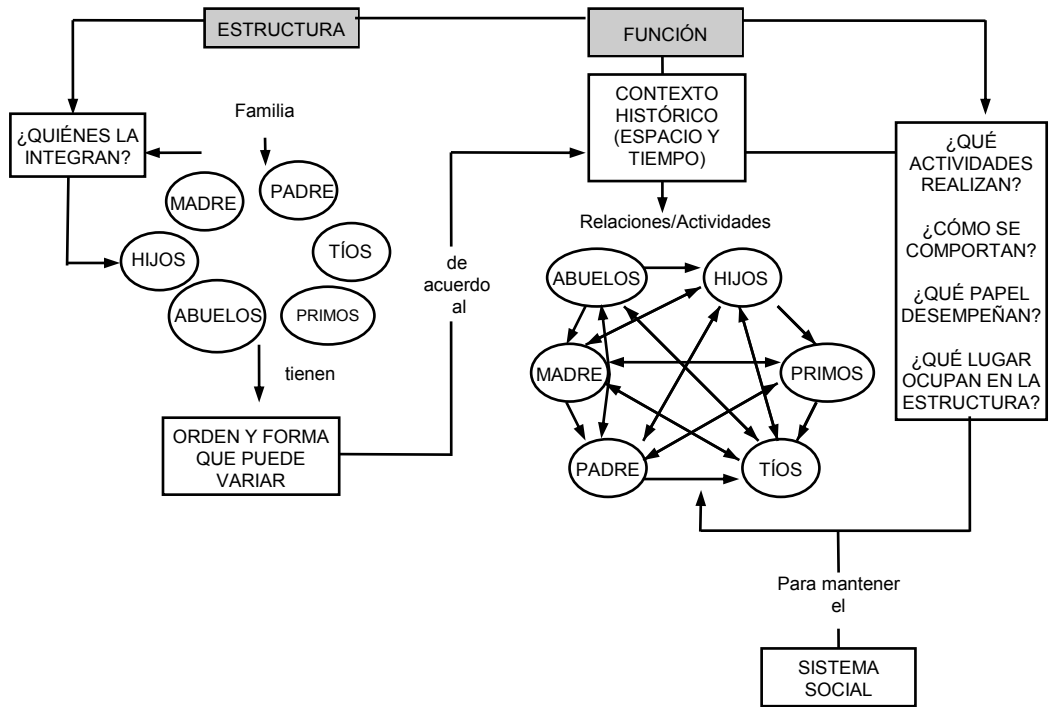 ESTRUCTURA
FUNCIÓN
¿QUIÉNES LA
INTEGRAN?
Familia
PADRE
MADRE
HIJOS
TÍOS
ABUELOS
PRIMOS
tienen
ORDEN Y FORMA
QUE PUEDE
VARIAR
de
acuerdo
al
CONTEXTO
HISTÓRICO
(ESPACIO Y
TIEMPO)
Relaciones/Actividades
ABUELOS
HIJOS
MADRE
PRIMOS
PADRE
TÍOS
¿QUÉ
ACTIVIDADES
REALIZAN?
¿CÓMO SE
COMPORTAN?
¿QUÉ PAPEL
DESEMPEÑAN?
¿QUÉ LUGAR
OCUPAN EN LA
ESTRUCTURA?
Para mantener
el
SISTEMA
SOCIAL